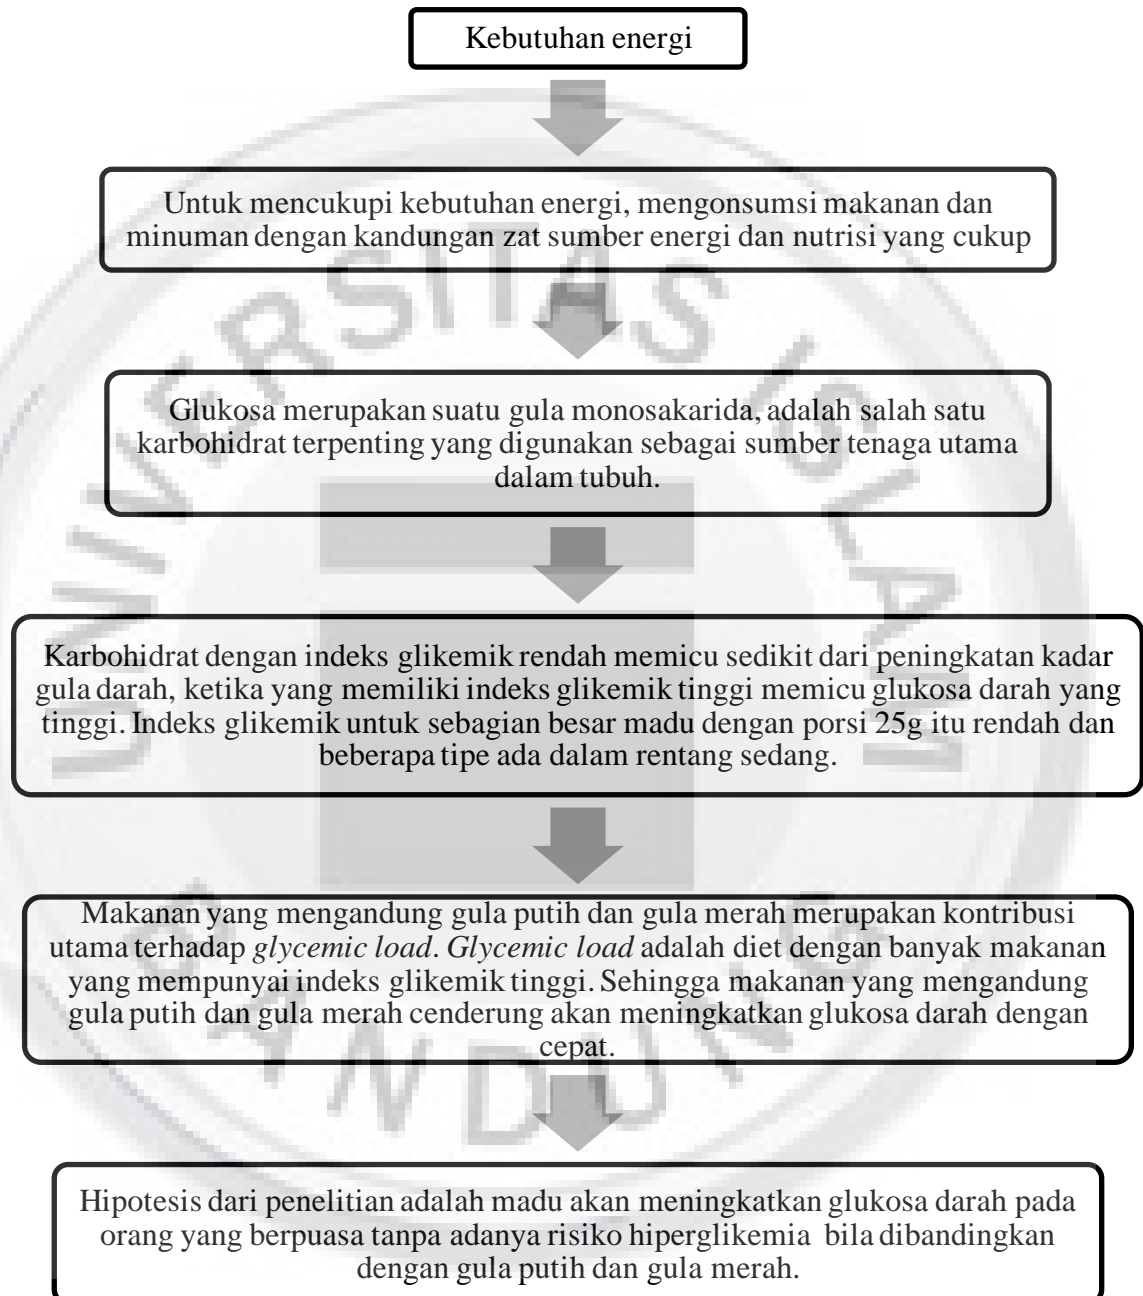 Kebutuhan energi
Untuk mencukupi kebutuhan energi, mengonsumsi makanan dan
minuman dengan kandungan zat sumber energi dan nutrisi yang cukup
Glukosa merupakan suatu gula monosakarida, adalah salah satu
karbohidrat terpenting yang digunakan sebagai sumber tenaga utama
dalam tubuh.
Karbohidrat dengan indeks glikemik rendah memicu sedikit dari peningkatan kadar
gula darah, ketika yang memiliki indeks glikemik tinggi memicu glukosa darah yang
tinggi. Indeks glikemik untuk sebagian besar madu dengan porsi 25g itu rendah dan
beberapa tipe ada dalam rentang sedang.
Makanan yang mengandung gula putih dan gula merah merupakan kontribusi
utama terhadap glycemic load. Glycemic load adalah diet dengan banyak makanan
yang mempunyai indeks glikemik tinggi. Sehingga makanan yang mengandung
gula putih dan gula merah cenderung akan meningkatkan glukosa darah dengan
cepat.
Hipotesis dari penelitian adalah madu akan meningkatkan glukosa darah pada
orang yang berpuasa tanpa adanya risiko hiperglikemia bila dibandingkan
dengan gula putih dan gula merah.
UNIVERSITAS ISLAM
BANDUNG